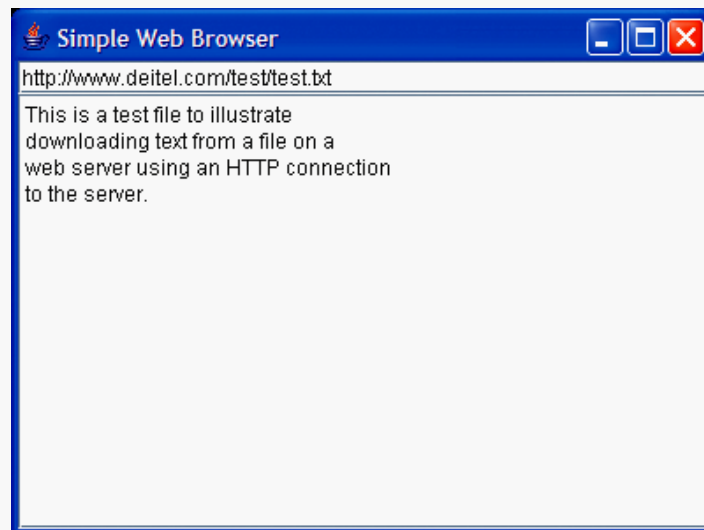 Simple Web Browser
http://www.deitel.com/test/test.txt
This is a test file to illustrate
downloading text from a file on a
web server using an HTTP connection
to the server.